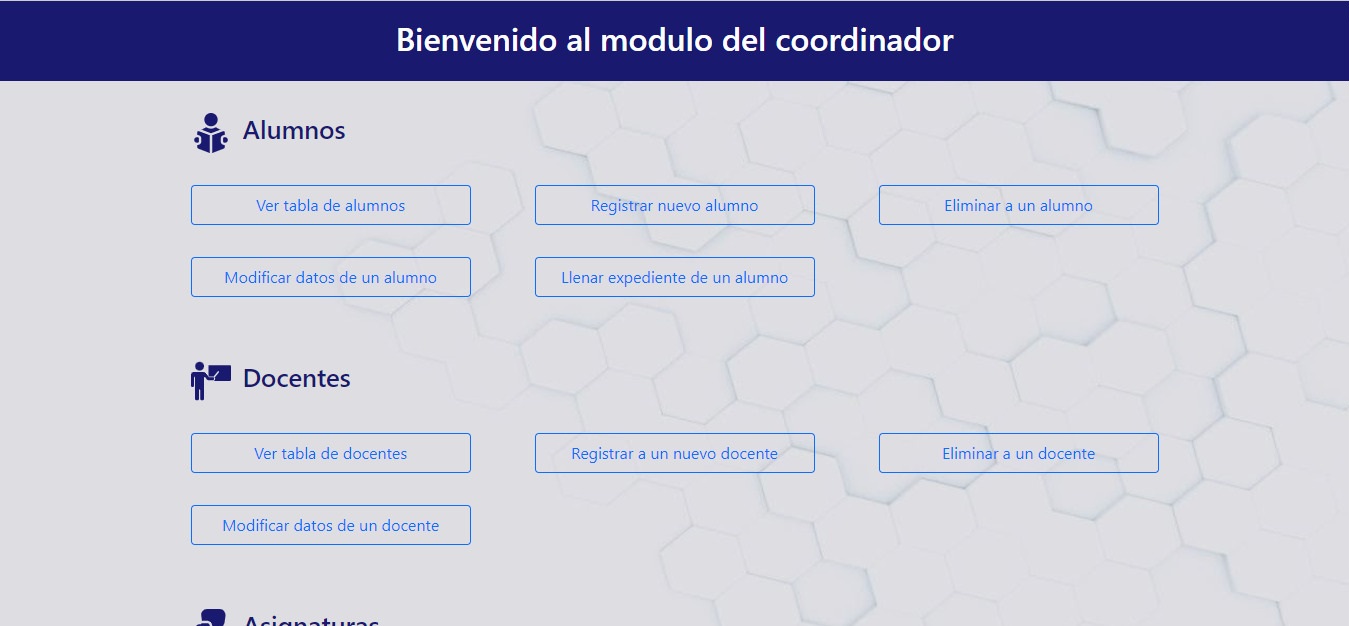 Bienvenido al modulo del coordinador
Alumnos
Ver tabla de alumnos
Registrar nuevo alumno
Eliminar a un alumno
Modificar datos de un alumno
Llenar expediente de un alumno
Docentes
Ver tabla de docentes
Registrar a un nuevo docente
Eliminar a un docente
Modificar datos de un docente
Asignaturas